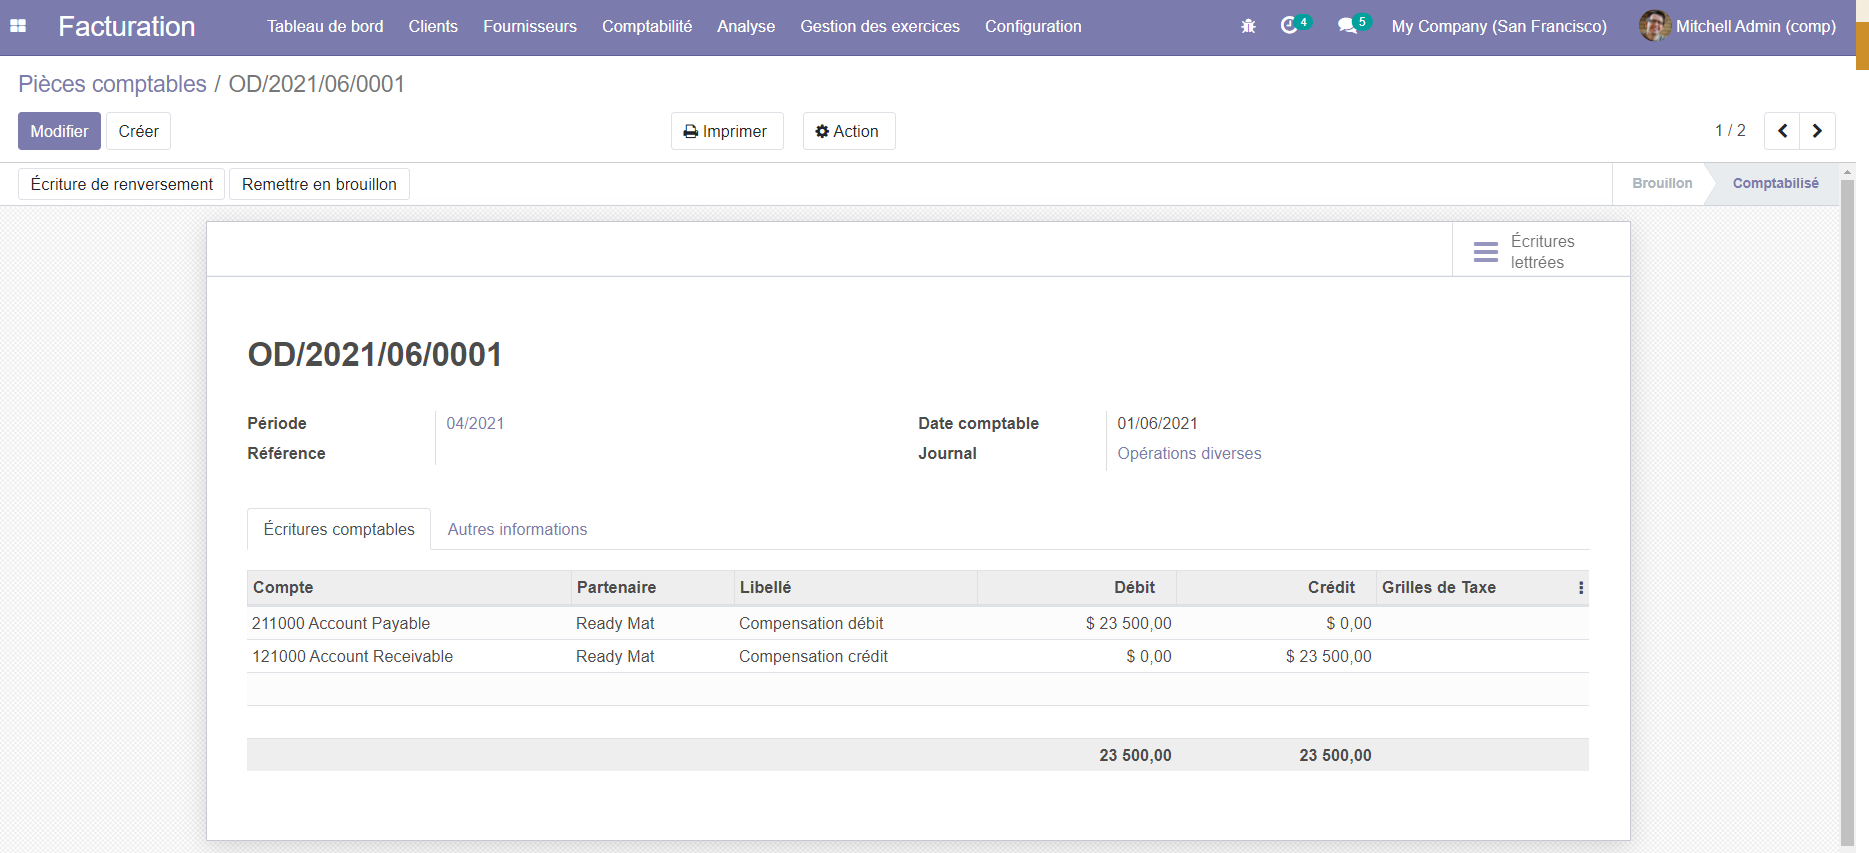 Facturation Tableau de bord Clients Fournisseurs Comptabilité Analyse Gestion des exercices Configuration 4 5 My Company (San Francisco) Mitchell Admin (comp)
Pièces comptables / OD/2021/06/0001
Modifier Créer Imprimer Action 1 / 2
Écriture de renversement Remettre en brouillon Brouillon Comptabilisé
Écritures
lettrées
OD/2021/06/0001
Période 04/2021 Date comptable 01/06/2021
Référence Journal Opérations diverses
Écritures comptables Autres informations
Compte Partenaire Libellé Débit Crédit Grilles de Taxe
211000 Account Payable Ready Mat Compensation débit $ 23 500,00 $ 0,00
121000 Account Receivable Ready Mat Compensation crédit $ 0,00 $ 23 500,00
23 500,00 23 500,00